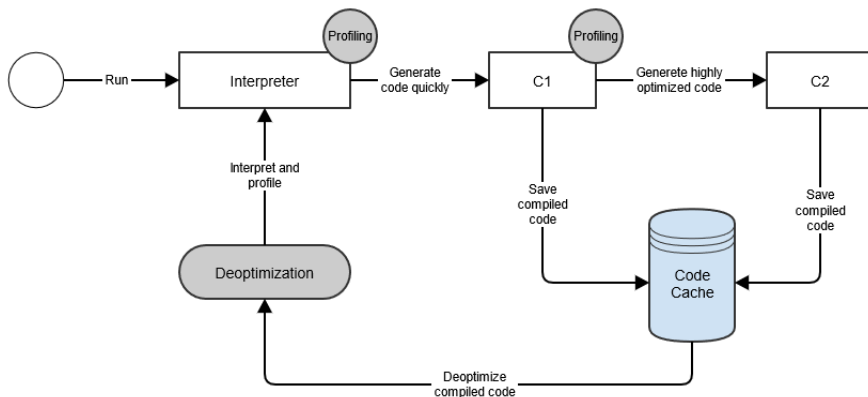 Profiling
Profiling
Run
Interpreter
Generate
code quickly
C1
Generete highly
optimized code
C2
Interpret and
profile
Save
compiled
code
Save
compiled
code
Deoptimization
Code
Cache
Deoptimize
compiled code